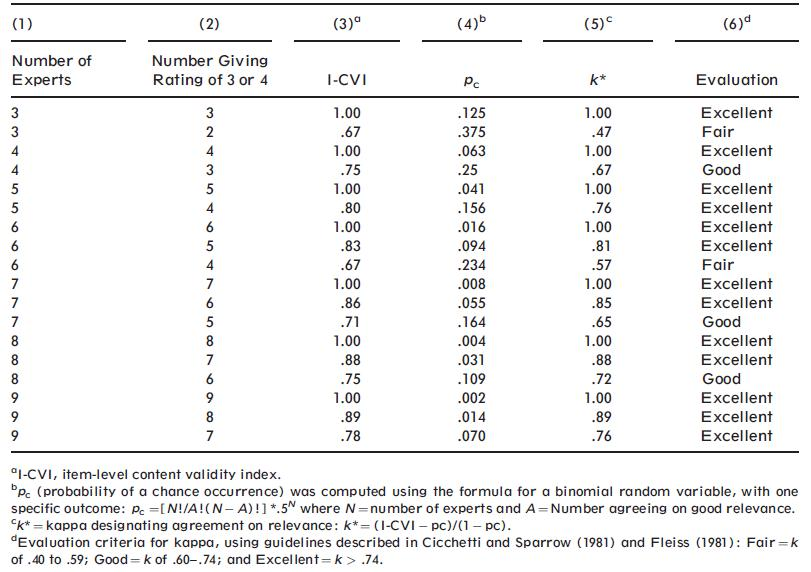 (1) (2) (3)a (4)b (5)c (6)d
Number of Number Giving
Experts Rating of 3 or 4 I-CVI pc k* Evaluation
3 3 1.00 .125 1.00 Excellent
3 2 .67 .375 .47 Fair
4 4 1.00 .063 1.00 Excellent
4 3 .75 .25 .67 Good
5 5 1.00 .041 1.00 Excellent
5 4 .80 .156 .76 Excellent
6 6 1.00 .016 1.00 Excellent
6 5 .83 .094 .81 Excellent
6 4 .67 .234 .57 Fair
7 7 1.00 .008 1.00 Excellent
7 6 .86 .055 .85 Excellent
7 5 .71 .164 .65 Good
8 8 1.00 .004 1.00 Excellent
8 7 .88 .031 .88 Excellent
8 6 .75 .109 .72 Good
9 9 1.00 .002 1.00 Excellent
9 8 .89 .014 .89 Excellent
9 7 .78 .070 .76 Excellent
aI-CVI, item-level content validity index.
bpc (probability of a chance occurrence) was computed using the formula for a binomial random variable, with one
specific outcome: pc =[N!/A!(N − A)!] *.5N where N = number of experts and A = Number agreeing on good relevance.
ck* = kappa designating agreement on relevance: k* = (I-CVI − pc)/(1 − pc).
dEvaluation criteria for kappa, using guidelines described in Cicchetti and Sparrow (1981) and Fleiss (1981): Fair = k
of .40 to .59; Good = k of .60–.74; and Excellent = k > .74.